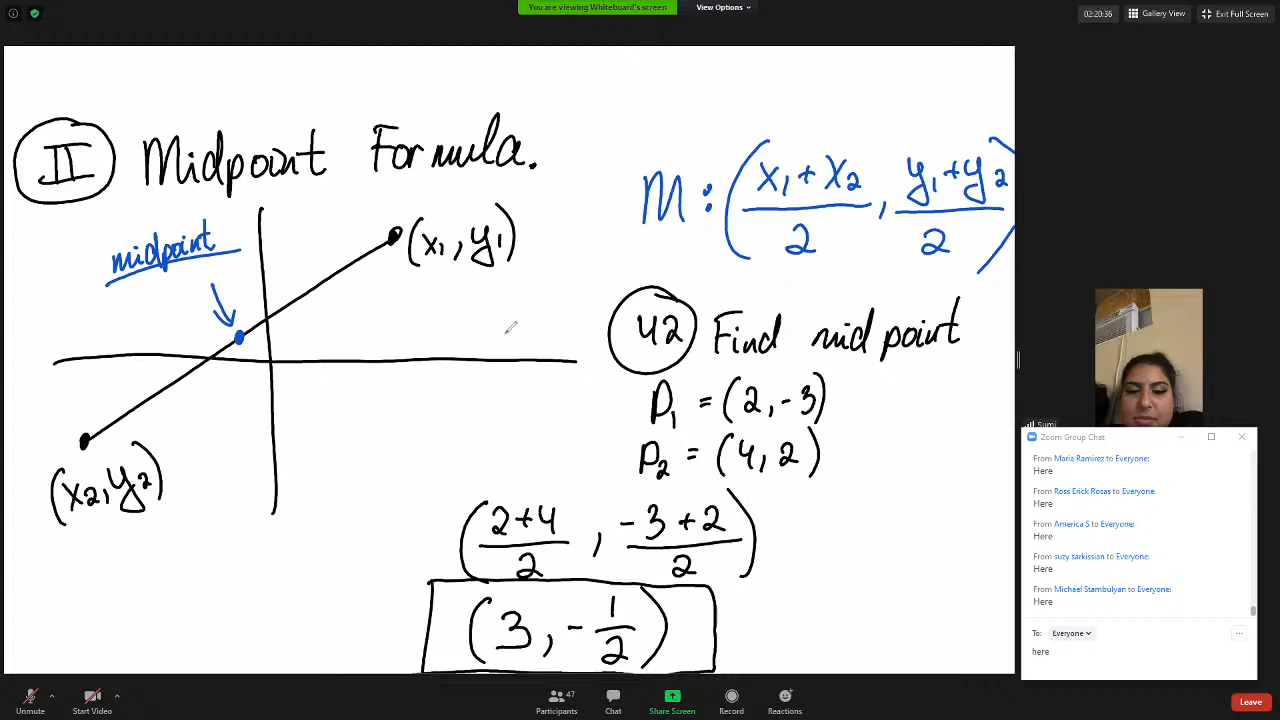 You are viewing Whiteboard's screen
View Options
02:20:36
Gallery View
Exit Full Screen
II Midpoint Formula.
M: (x₁ + x₂ / 2, y₁ + y₂ / 2)
midpoint
(x₁, y₁)
(x₂, y₂)
42 Find midpoint
P₁ = (2, -3)
P₂ = (4, 2)
(2+4 / 2, -3+2 / 2)
(3, -1/2)
Sumi
Zoom Group Chat
From Maria Ramirez to Everyone:
Here
From Ross Erick Rosas to Everyone:
Here
From America S to Everyone:
Here
From suzy sarkissian to Everyone:
Here
From Michael Stambulyan to Everyone:
Here
To: Everyone
...
here
Unmute
Start Video
47
Participants
Chat
Share Screen
Record
Reactions
Leave